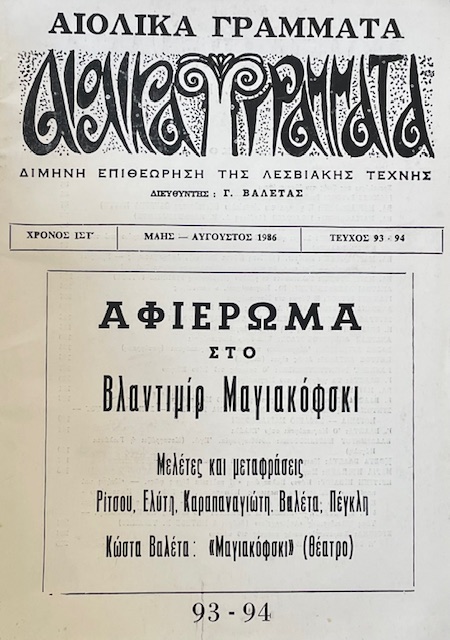 ΑΙΟΛΙΚΑ ΓΡΑΜΜΑΤΑ
ΑΙΟΛΙΚΑ ΓΡΑΜΜΑΤΑ
ΔΙΜΗΝΗ ΕΠΙΘΕΩΡΗΣΗ ΤΗΣ ΛΕΣΒΙΑΚΗΣ ΤΕΧΝΗΣ
ΔΙΕΥΘΥΝΤΗΣ : Γ. ΒΑΛΕΤΑΣ
ΧΡΟΝΟΣ ΙΣΤ' ΜΑΗΣ — ΑΥΓΟΥΣΤΟΣ 1986 ΤΕΥΧΟΣ 93 - 94
ΑΦΙΕΡΩΜΑ
ΣΤΟ
Βλαντιμίρ Μαγιακόφσκι
Μελέτες και μεταφράσεις
Ρίτσου, Ελύτη, Καραπαναγιώτη. Βαλέτα, Πέγκλη
Κώστα Βαλέτα: «Μαγιακόφσκι» (θέατρο)
93 - 94